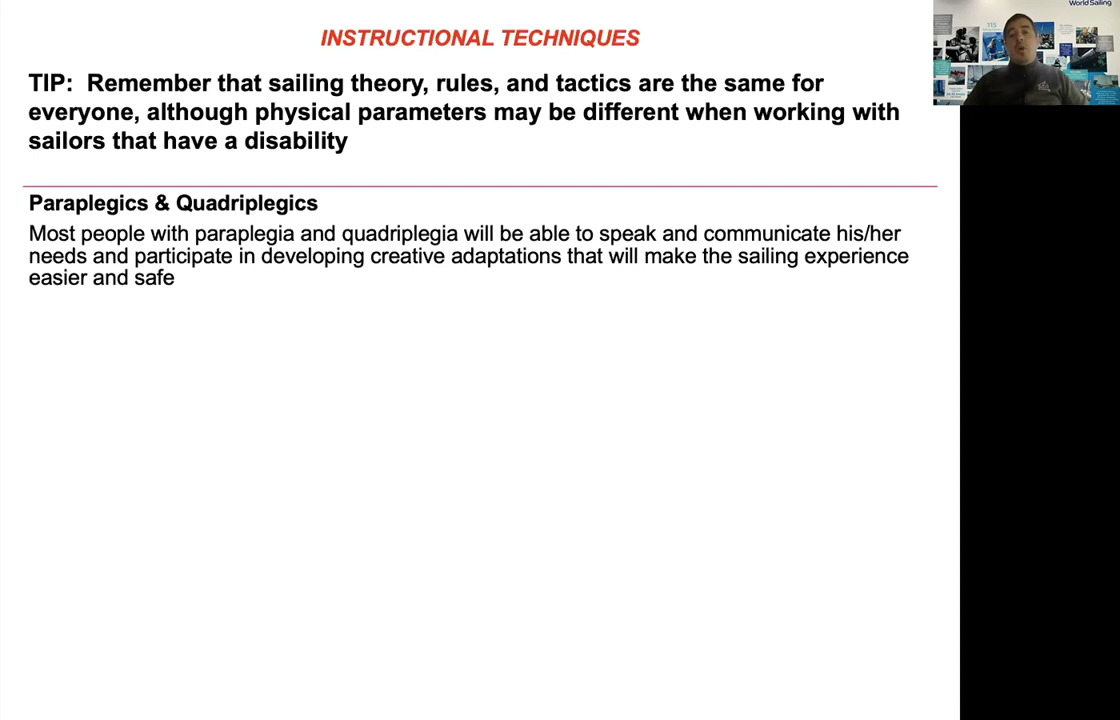 World Sailing
INSTRUCTIONAL TECHNIQUES
TIP: Remember that sailing theory, rules, and tactics are the same for
everyone, although physical parameters may be different when working with
sailors that have a disability
Paraplegics & Quadriplegics
Most people with paraplegia and quadriplegia will be able to speak and communicate his/her
needs and participate in developing creative adaptations that will make the sailing experience
easier and safe